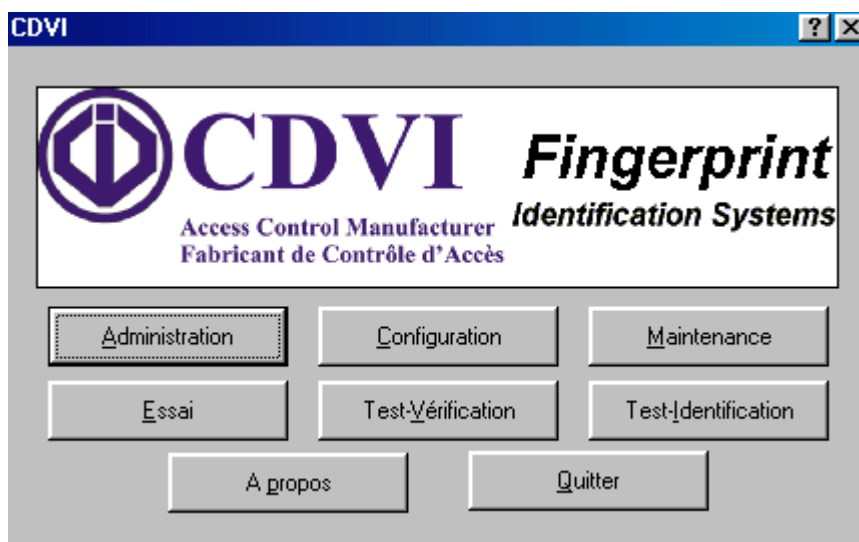 CDVI
CDVI
Fingerprint
Identification Systems
Access Control Manufacturer
Fabricant de Contrôle d'Accès
Administration
Configuration
Maintenance
Essai
Test-Vérification
Test-Identification
A propos
Quitter